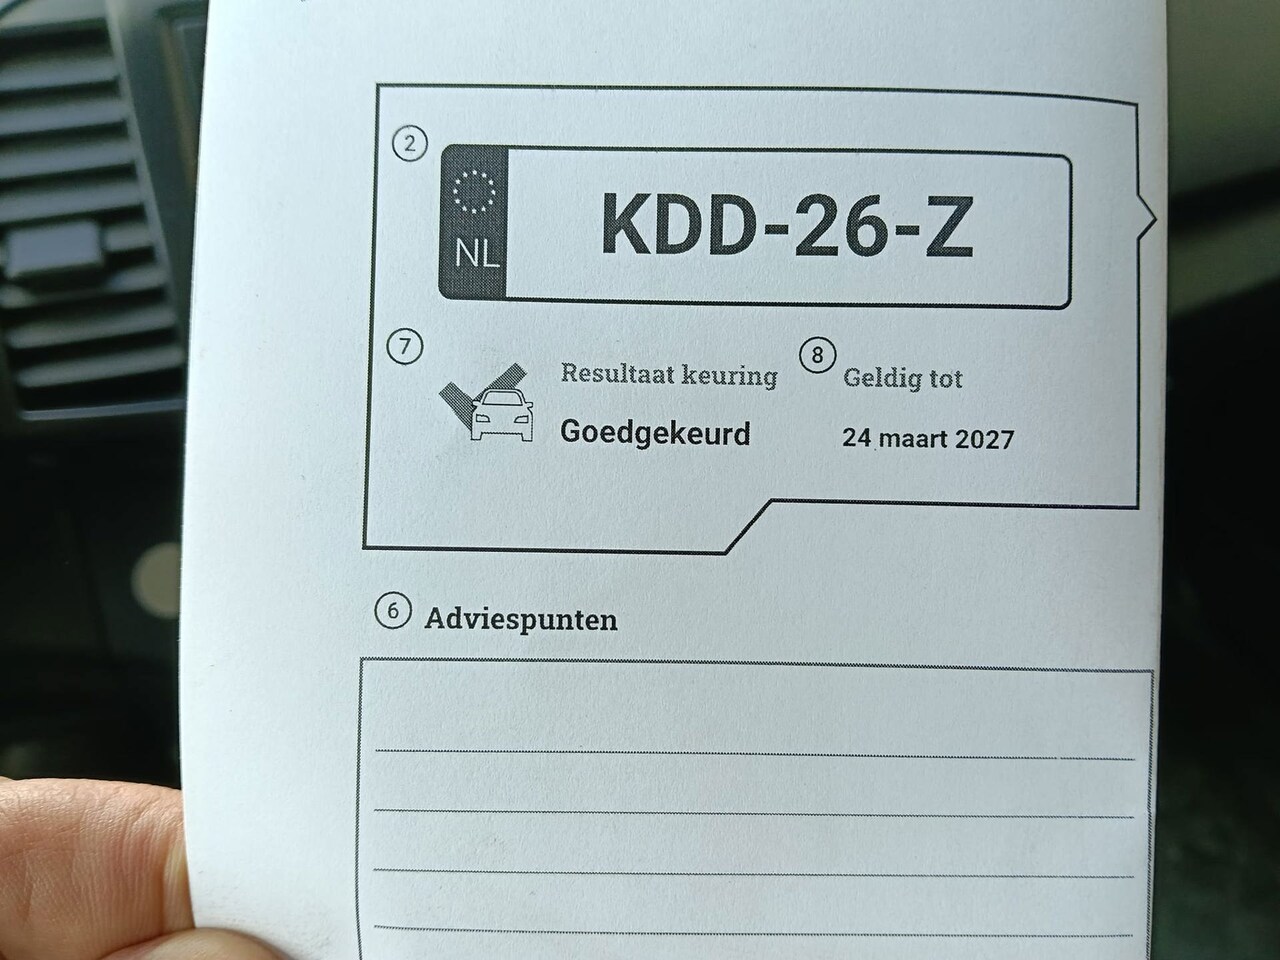 2
NL
KDD-26-Z
7
Resultaat keuring
Goedgekeurd
8
Geldig tot
24 maart 2027
6 Adviespunten